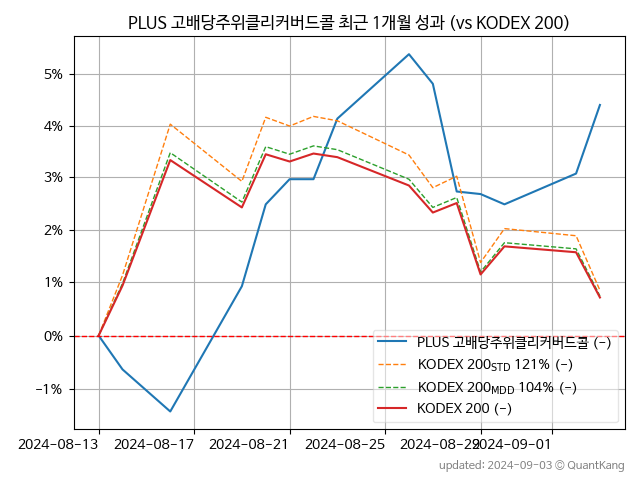 PLUS 고배당주위클리커버드콜 최근 1개월 성과 (vs KODEX 200)
5%
4%
3%
2%
1%
0%
−1%
PLUS 고배당주위클리커버드콜 (-)
KODEX 200STD 121% (-)
KODEX 200MDD 104% (-)
KODEX 200 (-)
2024-08-13 2024-08-17 2024-08-21 2024-08-25 2024-08-29 2024-09-01
updated: 2024-09-03 © QuantKang